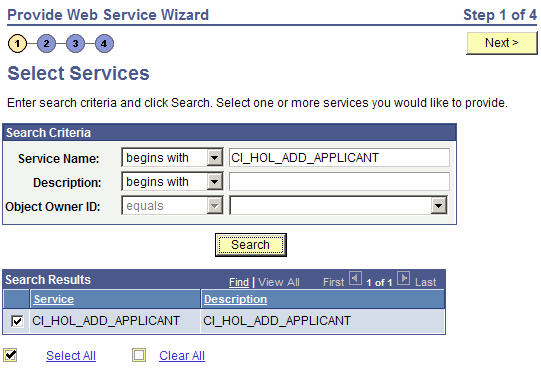 Provide Web Service Wizard Step 1 of 4
1 2 3 4 Next >
Select Services
Enter search criteria and click Search. Select one or more services you would like to provide.
Search Criteria
Service Name: begins with CI_HOL_ADD_APPLICANT
Description: begins with
Object Owner ID: equals
Search
Search Results Find | View All First 1 of 1 Last
Service Description
CI_HOL_ADD_APPLICANT CI_HOL_ADD_APPLICANT
Select All Clear All